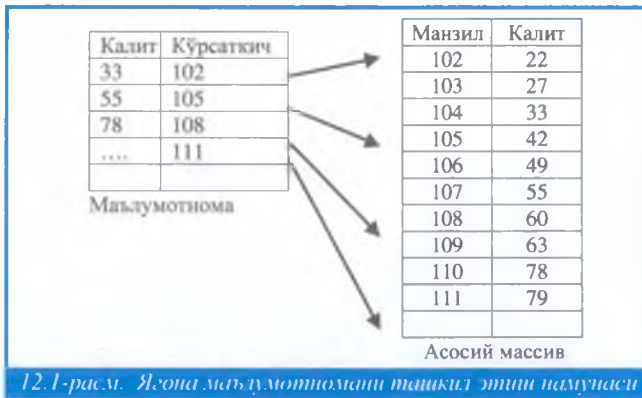 Калит Кўрсаткич
33 102
55 105
78 108
.... 111
Маълумотнома
Манзил Калит
102 22
103 27
104 33
105 42
106 49
107 55
108 60
109 63
110 78
111 79
Асосий массив
12.1-расм. Ягона маълумотномани ташкил этиш намунаси